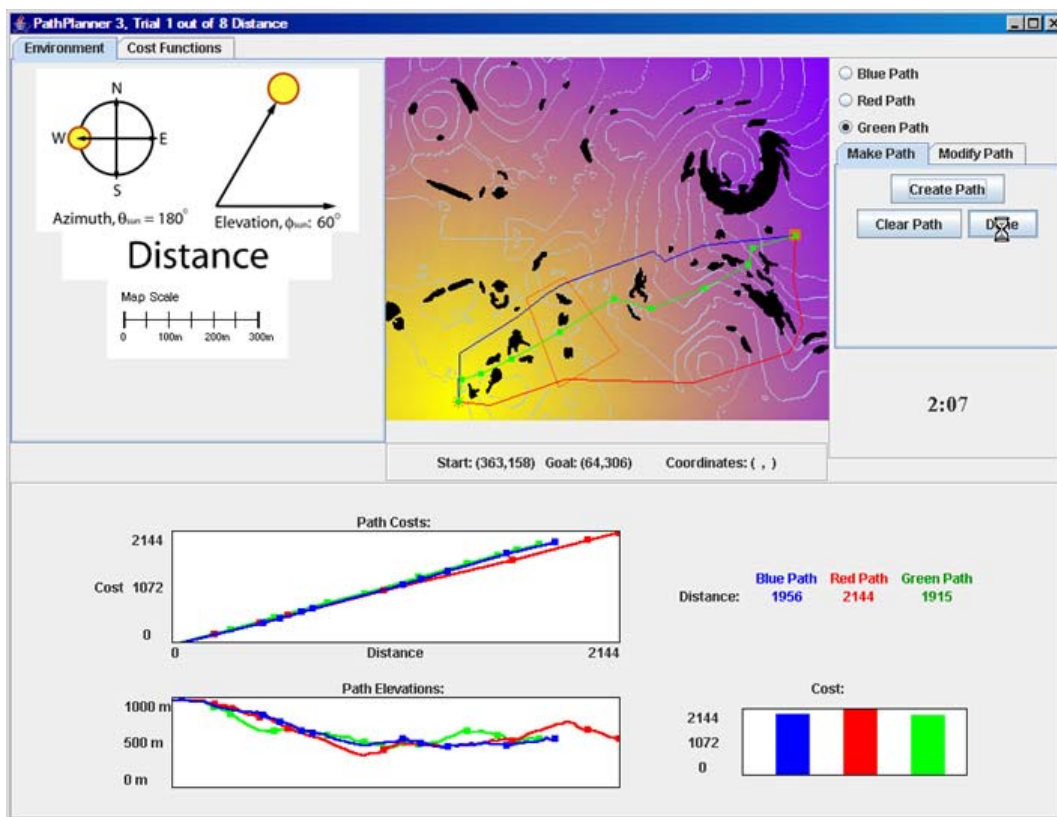 PathPlanner 3, Trial 1 out of 8 Distance
Environment Cost Functions
N
W E
S
Azimuth, θsun = 180°
Elevation, ϕsun: 60°
Distance
Map Scale
0 100m 200m 300m
Blue Path
Red Path
Green Path
Make Path Modify Path
Create Path
Clear Path
2:07
Start: (363,158) Goal: (64,306) Coordinates: ( , )
Path Costs:
2144
Cost 1072
0
0 Distance 2144
Blue Path Red Path Green Path
Distance: 1956 2144 1915
Path Elevations:
1000 m
500 m
0 m
Cost:
2144
1072
0